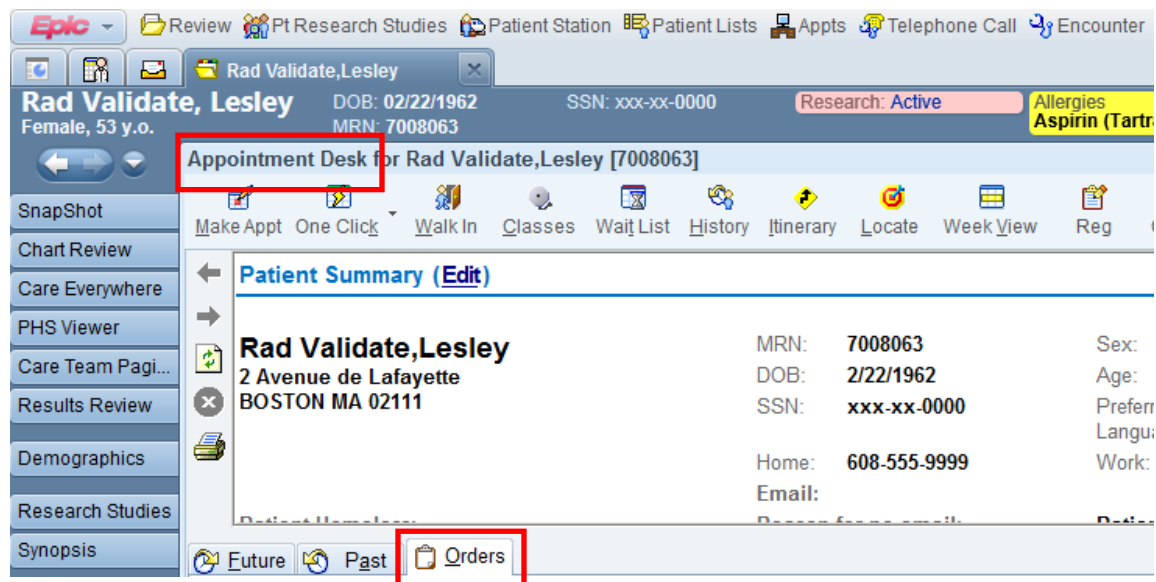 Epic Review Pt Research Studies Patient Station Patient Lists Appts Telephone Call Encounter
Rad Validate,Lesley
Rad Validate, Lesley DOB: 02/22/1962 SSN: xxx-xx-0000 Research: Active Allergies
Female, 53 y.o. MRN: 7008063 Aspirin (Tartr
Appointment Desk for Rad Validate,Lesley [7008063]
Make Appt One Click Walk In Classes Wait List History Itinerary Locate Week View Reg
SnapShot
Chart Review
Care Everywhere
PHS Viewer
Care Team Pagi...
Results Review
Demographics
Research Studies
Synopsis
Patient Summary (Edit)
Rad Validate,Lesley
2 Avenue de Lafayette
BOSTON MA 02111
MRN: 7008063 Sex:
DOB: 2/22/1962 Age:
SSN: xxx-xx-0000 Preferr
Langua
Home: 608-555-9999 Work:
Email:
Future Past Orders